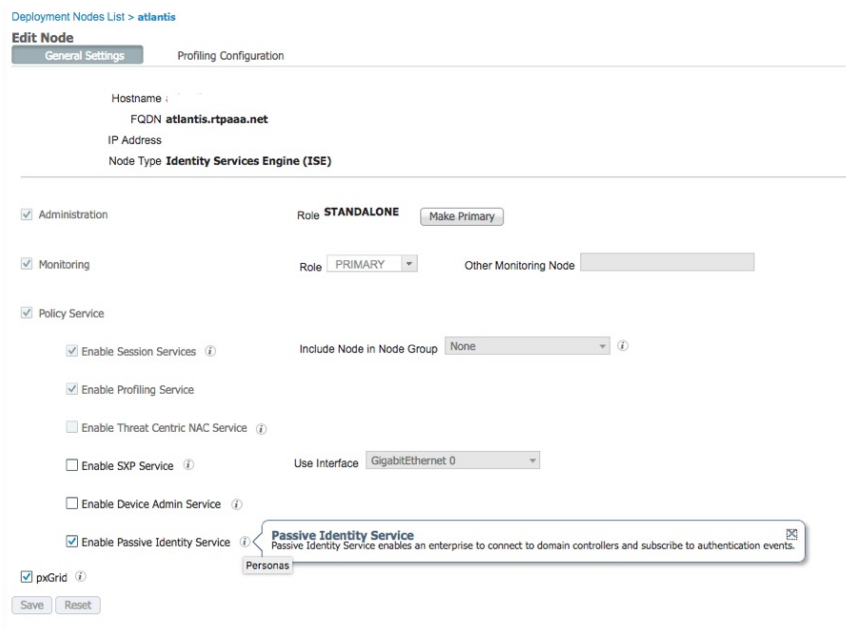 Deployment Nodes List > atlantis
Edit Node
General Settings Profiling Configuration
Hostname
FQDN atlantis.rtpaaa.net
IP Address
Node Type Identity Services Engine (ISE)
Administration Role STANDALONE Make Primary
Monitoring Role PRIMARY Other Monitoring Node
Policy Service
Enable Session Services i Include Node in Node Group None i
Enable Profiling Service
Enable Threat Centric NAC Service i
Enable SXP Service i Use Interface GigabitEthernet 0
Enable Device Admin Service i
Enable Passive Identity Service i Passive Identity Service
Passive Identity Service enables an enterprise to connect to domain controllers and subscribe to authentication events.
Personas
pxGrid i
Save Reset